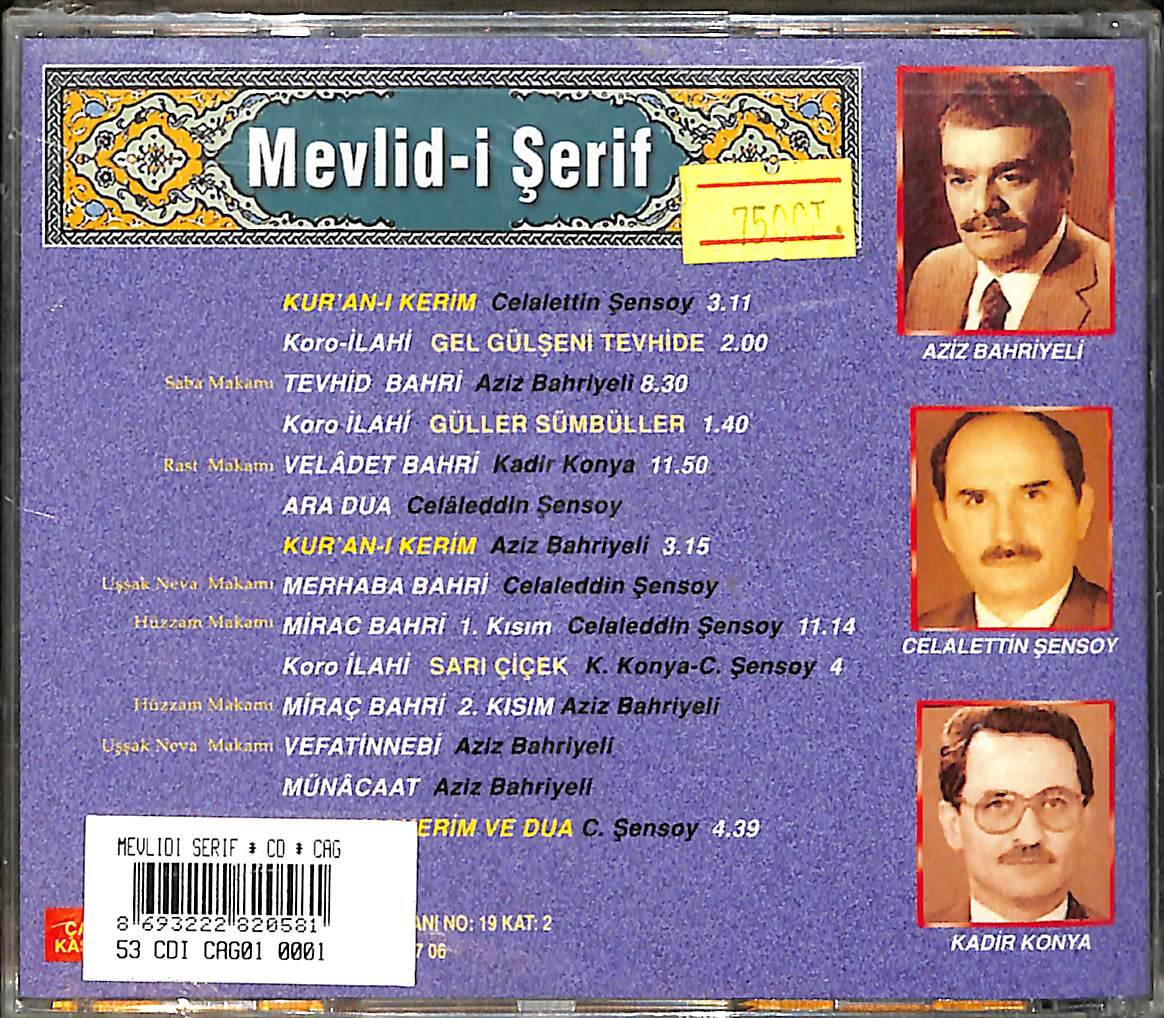 Mevlid-i Şerif
KUR'AN-I KERİM Celalettin Şensoy 3.11
Koro-İLAHİ GEL GÜLŞENİ TEVHİDE 2.00
Saba Makamı TEVHİD BAHRİ Aziz Bahriyeli 8.30
Koro İLAHİ GÜLLER SÜMBÜLLER 1.40
Rast Makamı VELÂDET BAHRİ Kadir Konya 11.50
ARA DUA Celâleddin Şensoy
KUR'AN-I KERİM Aziz Bahriyeli 3.15
Uşşak Neva Makamı MERHABA BAHRİ Celaleddin Şensoy
Hüzzam Makamı MİRAC BAHRİ 1. Kısım Celaleddin Şensoy 11.14
Koro İLAHİ SARI ÇİÇEK K. Konya-C. Şensoy 4
Hüzzam Makamı MİRAÇ BAHRİ 2. KISIM Aziz Bahriyeli
Uşşak Neva Makamı VEFATİNNEBİ Aziz Bahriyeli
MÜNÂCAAT Aziz Bahriyeli
ERİM VE DUA C. Şensoy 4.39
AZİZ BAHRİYELİ
CELALETTİN ŞENSOY
KADİR KONYA
MEVLIDI SERIF * CD * CAG
8 693222 820581
53 CDI CAG01 0001
ANI NO: 19 KAT: 2
7 06